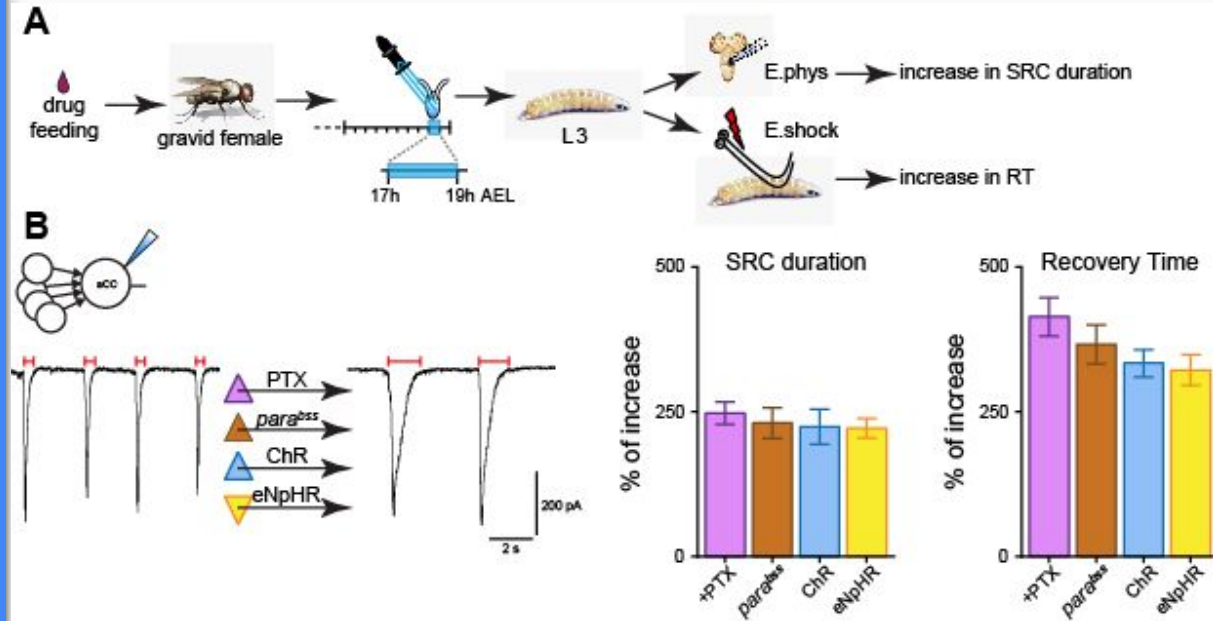 A
drug
feeding
gravid female
17h
19h AEL
L3
E.phys
increase in SRC duration
E.shock
increase in RT
B
aCC
PTX
para^bss
ChR
eNpHR
200 pA
2 s
SRC duration
500
250
0
% of increase
+PTX
para^bss
ChR
eNpHR
Recovery Time
500
250
0
% of increase
+PTX
para^bss
ChR
eNpHR